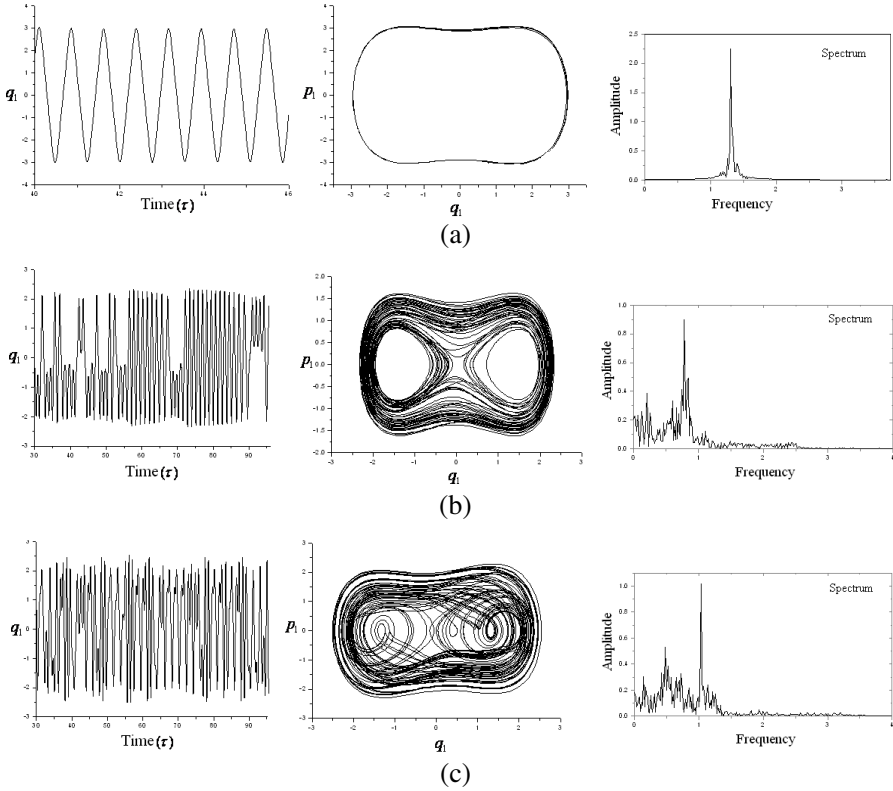 4
3
2
1
0
-1
-2
-3
-4
q₁
40 42 44 46
Time(τ)
4
3
2
1
0
-1
-2
-3
-4
p₁
-3 -2 -1 0 1 2 3
q₁
2.5
2.0
1.5
1.0
0.5
0.0
Amplitude
Spectrum
0 1 2 3
Frequency
(a)
3
2
1
0
-1
-2
-3
q₁
30 40 50 60 70 80 90
Time(τ)
2.0
1.5
1.0
0.5
0.0
-0.5
-1.0
-1.5
-2.0
p₁
-3 -2 -1 0 1 2 3
q₁
1.0
0.8
0.6
0.4
0.2
0.0
Amplitude
Spectrum
0 1 2 3 4
Frequency
(b)
3
2
1
0
-1
-2
-3
q₁
30 40 50 60 70 80 90
Time(τ)
3
2
1
0
-1
-2
-3
p₁
-3 -2 -1 0 1 2 3
q₁
1.0
0.8
0.6
0.4
0.2
0.0
Amplitude
Spectrum
0 1 2 3 4
Frequency
(c)